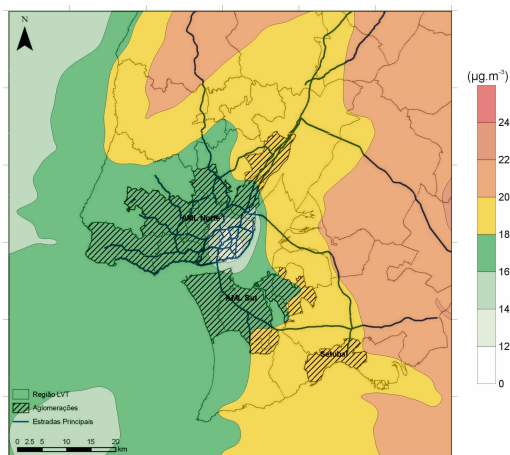 N
(µg.m⁻³)
24
22
20
18
16
14
12
0
AML Norte
AML Sul
Setúbal
Região LVT
Aglomerações
Estradas Principais
0 2.5 5 10 15 20
km